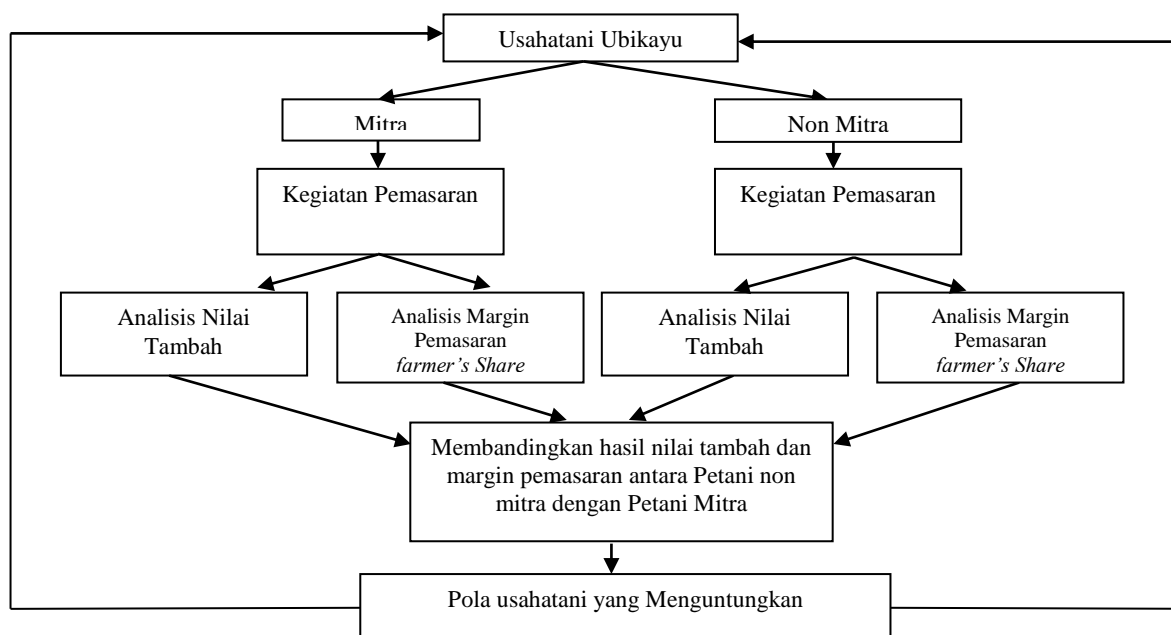 Usahatani Ubikayu
Mitra
Non Mitra
Kegiatan Pemasaran
Kegiatan Pemasaran
Analisis Nilai
Tambah
Analisis Margin
Pemasaran
farmer's Share
Analisis Nilai
Tambah
Analisis Margin
Pemasaran
farmer's Share
Membandingkan hasil nilai tambah dan
margin pemasaran antara Petani non
mitra dengan Petani Mitra
Pola usahatani yang Menguntungkan